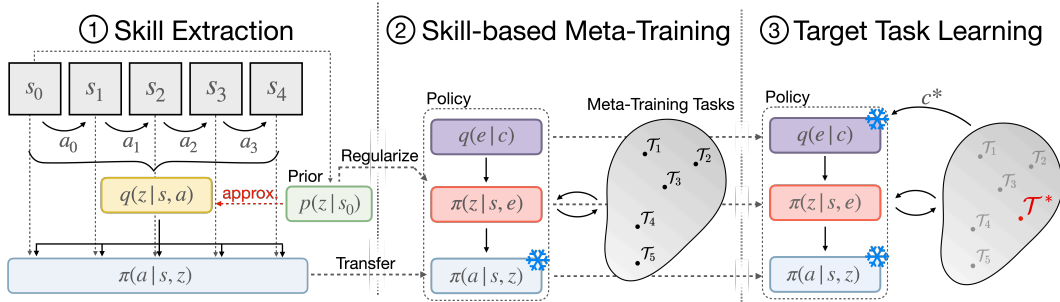 ① Skill Extraction
s₀ s₁ s₂ s₃ s₄
a₀ a₁ a₂ a₃
q(z|s,a)
approx.
Prior
p(z|s₀)
π(a|s,z)
Regularize
Transfer
② Skill-based Meta-Training
Policy
q(e|c)
π(z|s,e)
π(a|s,z)
Meta-Training Tasks
𝒯₁
𝒯₂
𝒯₃
𝒯₄
𝒯₅
③ Target Task Learning
Policy
c*
q(e|c)
π(z|s,e)
π(a|s,z)
𝒯₁
𝒯₂
𝒯₃
𝒯*
𝒯₄
𝒯₅